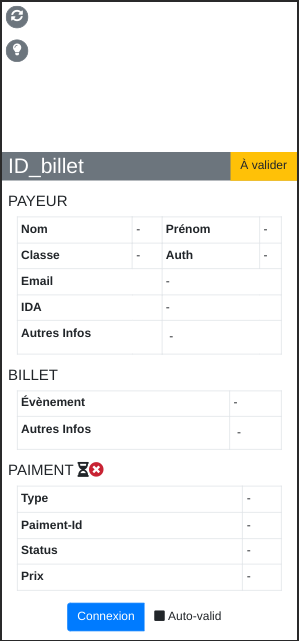 ID_billet À valider
PAYEUR
Nom - Prénom -
Classe - Auth -
Email -
IDA -
Autres Infos -
BILLET
Évènement -
Autres Infos -
PAIMENT
Type -
Paiment-Id -
Status -
Prix -
Connexion Auto-valid